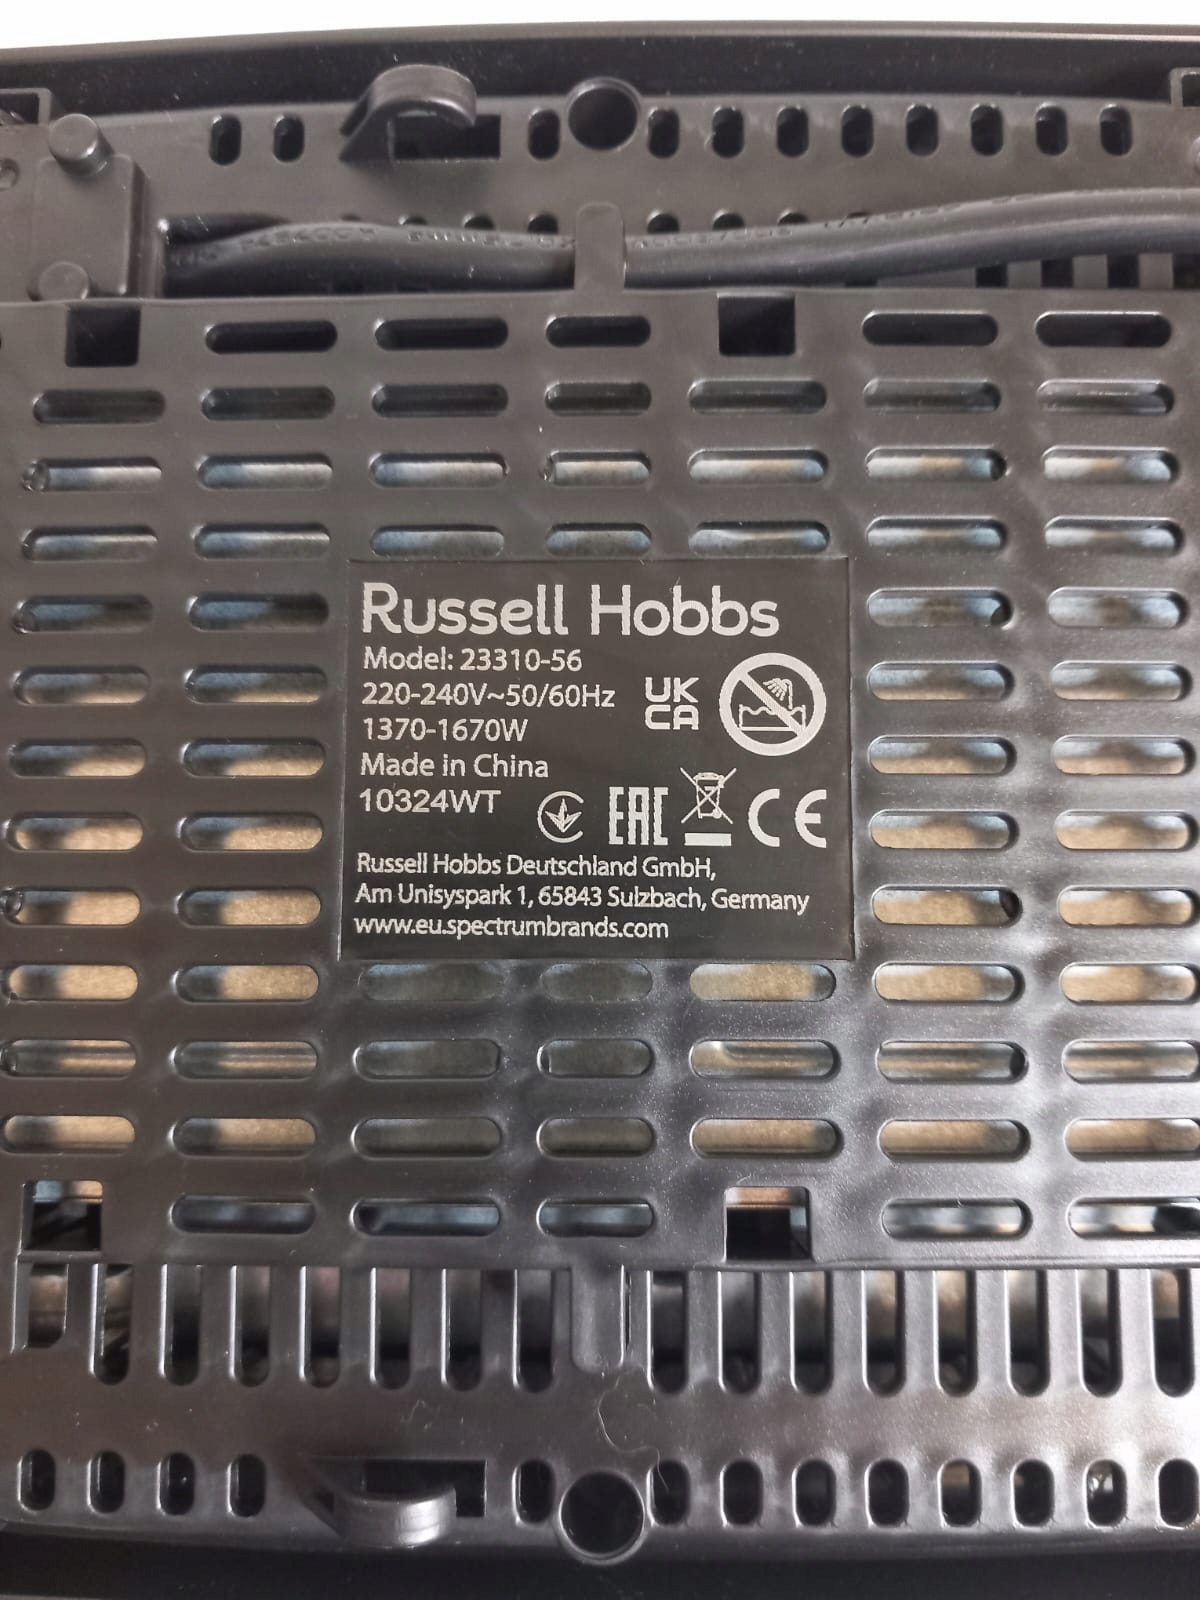 Russell Hobbs
Model: 23310-56
220-240V~50/60Hz
1370-1670W
UK
CA
Made in China
10324WT
EAC
CE
Russell Hobbs Deutschland GmbH,
Am Unisyspark 1, 65843 Sulzbach, Germany
www.eu.spectrumbrands.com